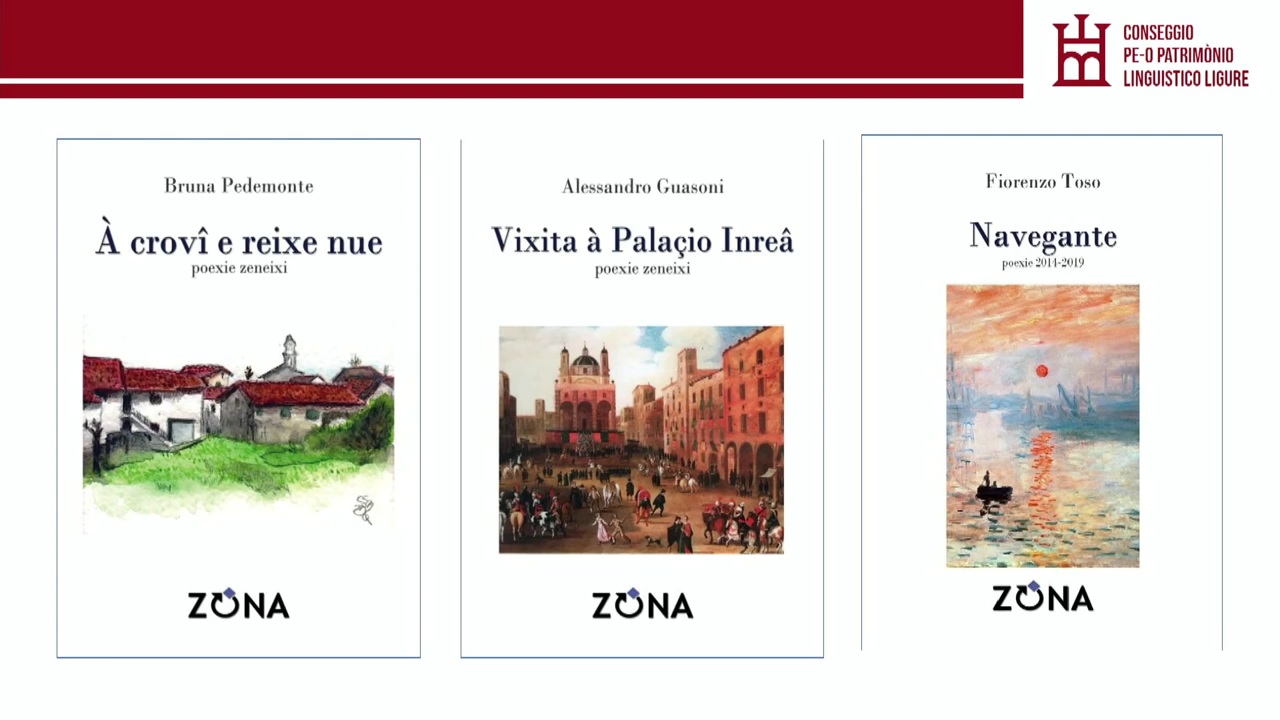 CONSEGGIO
PE-O PATRIMÒNIO
LINGUISTICO LIGURE
Bruna Pedemonte
À crovî e reixe nue
poexie zeneixi
ZONA
Alessandro Guasoni
Vixita à Palaçio Inreâ
poexie zeneixi
ZONA
Fiorenzo Toso
Navegante
poexie 2014-2019
ZONA